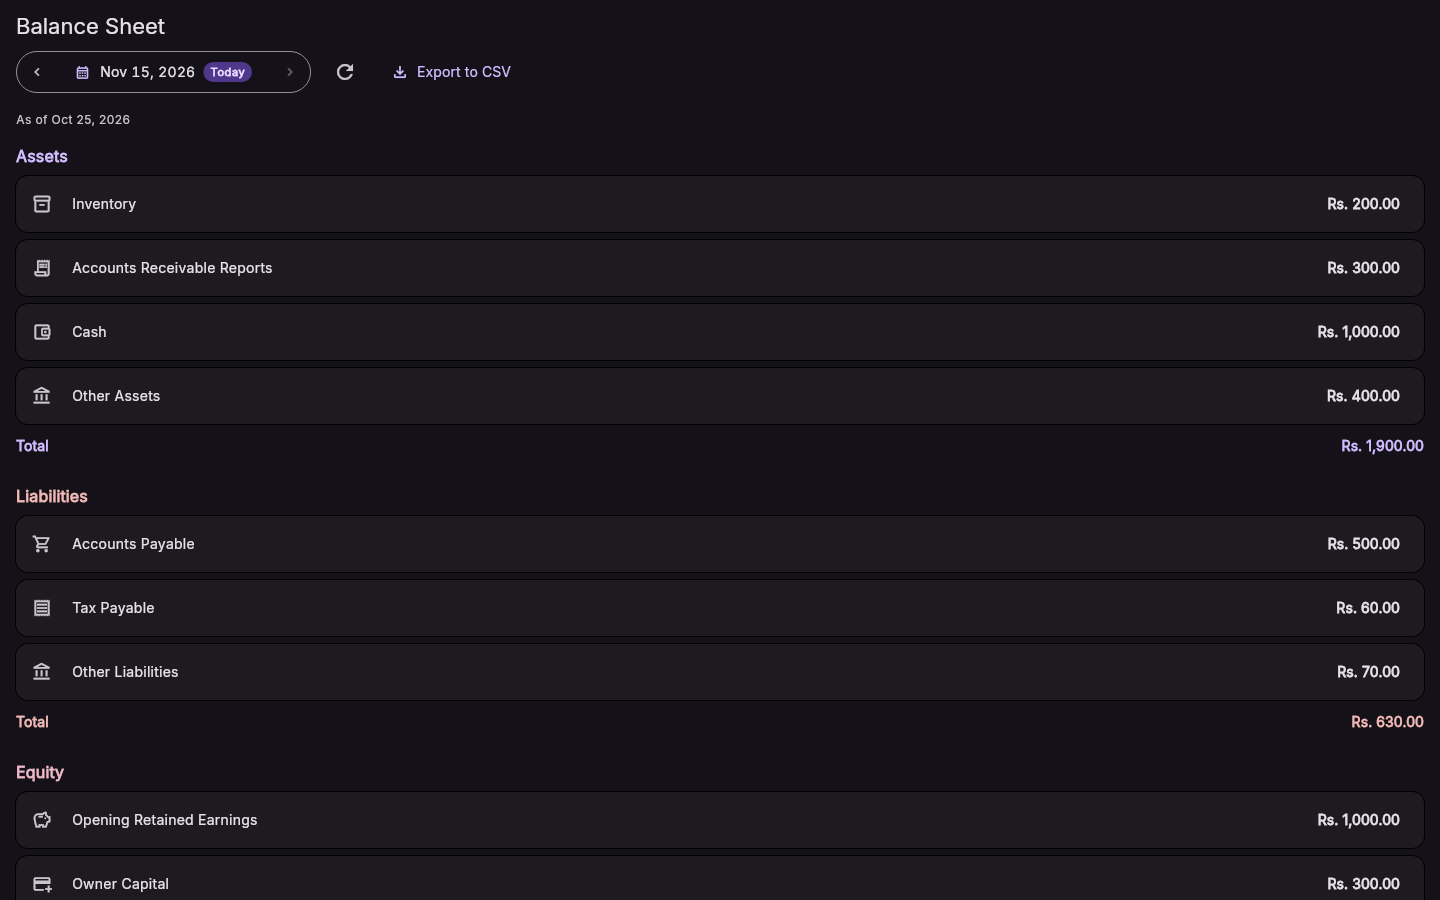 Balance Sheet
Nov 15, 2026 Today
Export to CSV
As of Oct 25, 2026
Assets
Inventory Rs. 200.00
Accounts Receivable Reports Rs. 300.00
Cash Rs. 1,000.00
Other Assets Rs. 400.00
Total Rs. 1,900.00
Liabilities
Accounts Payable Rs. 500.00
Tax Payable Rs. 60.00
Other Liabilities Rs. 70.00
Total Rs. 630.00
Equity
Opening Retained Earnings Rs. 1,000.00
Owner Capital Rs. 300.00